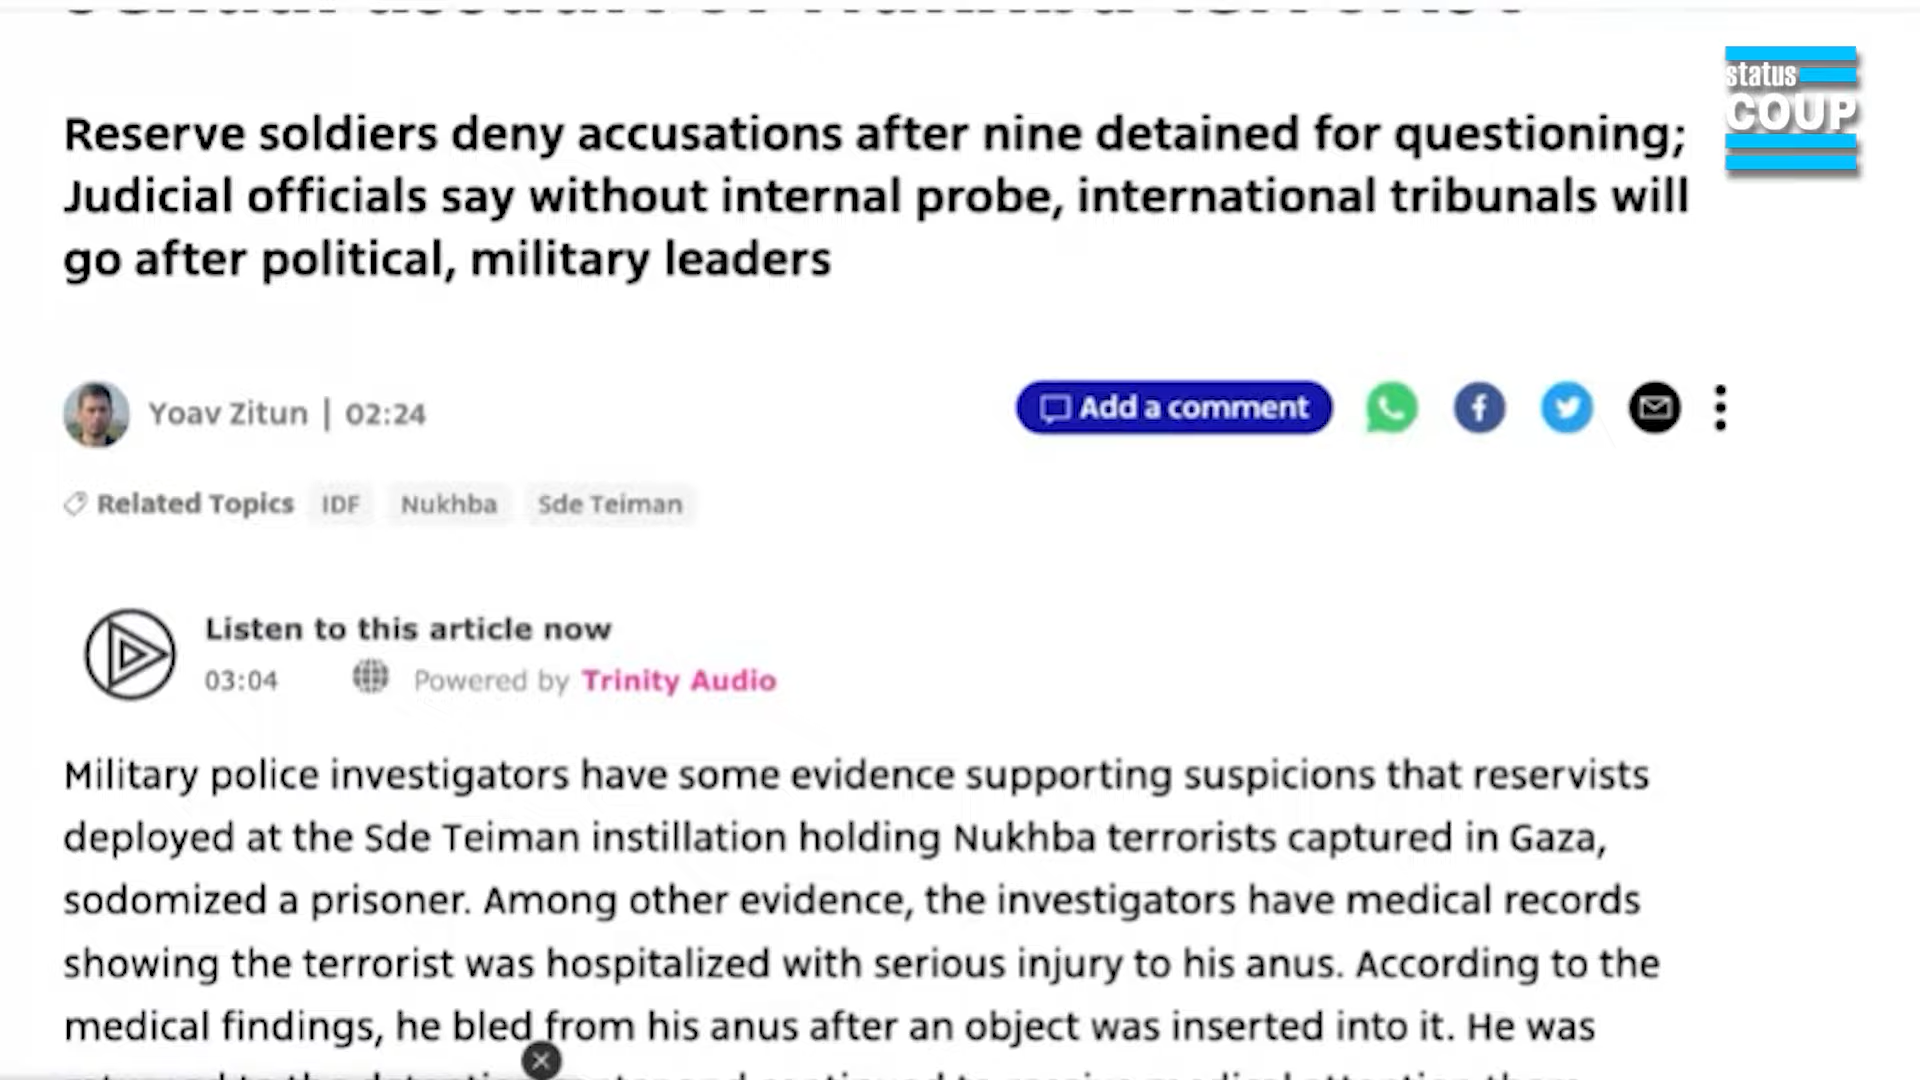 status
COUP
Reserve soldiers deny accusations after nine detained for questioning;
Judicial officials say without internal probe, international tribunals will
go after political, military leaders
Yoav Zitun | 02:24
Add a comment
Related Topics IDF Nukhba Sde Teiman
Listen to this article now
03:04 Powered by Trinity Audio
Military police investigators have some evidence supporting suspicions that reservists
deployed at the Sde Teiman instillation holding Nukhba terrorists captured in Gaza,
sodomized a prisoner. Among other evidence, the investigators have medical records
showing the terrorist was hospitalized with serious injury to his anus. According to the
medical findings, he bled from his anus after an object was inserted into it. He was